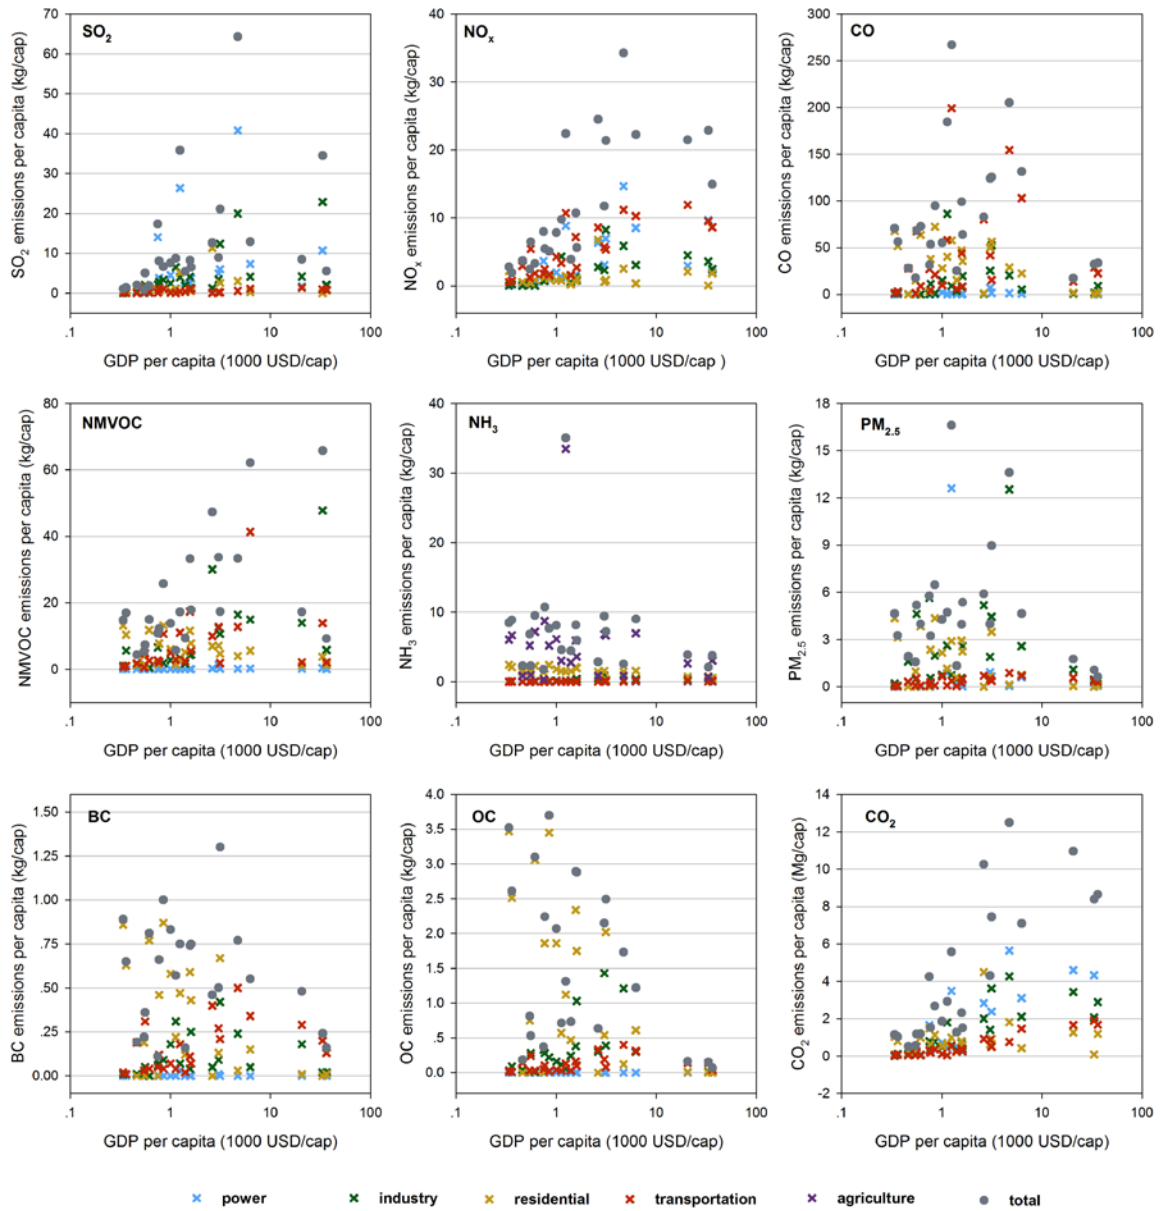 SO2
SO2 emissions per capita (kg/cap)
70
60
50
40
30
20
10
0
.1 1 10 100
GDP per capita (1000 USD/cap)
NOx
NOx emissions per capita (kg/cap)
40
30
20
10
0
.1 1 10 100
GDP per capita (1000 USD/cap )
CO
CO emissions per capita (kg/cap)
300
250
200
150
100
50
0
.1 1 10 100
GDP per capita (1000 USD/cap)
NMVOC
NMVOC emissions per capita (kg/cap)
80
60
40
20
0
.1 1 10 100
GDP per capita (1000 USD/cap)
NH3
NH3 emissions per capita (kg/cap)
40
30
20
10
0
.1 1 10 100
GDP per capita (1000 USD/cap)
PM2.5
PM2.5 emissions per capita (kg/cap)
18
15
12
9
6
3
0
.1 1 10 100
GDP per capita (1000 USD/cap)
BC
BC emissions per capita (kg/cap)
1.50
1.25
1.00
.75
.50
.25
0.00
.1 1 10 100
GDP per capita (1000 USD/cap)
OC
OC emissions per capita (kg/cap)
4.0
3.5
3.0
2.5
2.0
1.5
1.0
.5
0.0
.1 1 10 100
GDP per capita (1000 USD/cap)
CO2
CO2 emissions per capita (Mg/cap)
14
12
10
8
6
4
2
0
-2
.1 1 10 100
GDP per capita (1000 USD/cap)
power industry residential transportation agriculture total